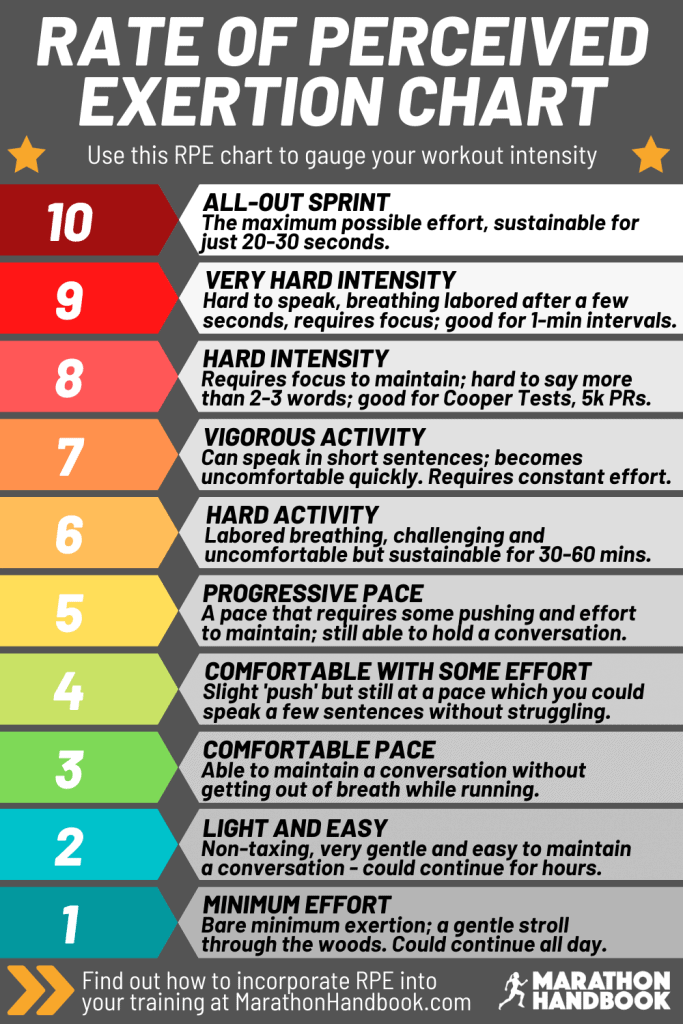 RATE OF PERCEIVED
EXERTION CHART
Use this RPE chart to gauge your workout intensity
10
ALL-OUT SPRINT
The maximum possible effort, sustainable for
just 20-30 seconds.
9
VERY HARD INTENSITY
Hard to speak, breathing labored after a few
seconds, requires focus; good for 1-min intervals.
8
HARD INTENSITY
Requires focus to maintain; hard to say more
than 2-3 words; good for Cooper Tests, 5k PRs.
7
VIGOROUS ACTIVITY
Can speak in short sentences; becomes
uncomfortable quickly. Requires constant effort.
6
HARD ACTIVITY
Labored breathing, challenging and
uncomfortable but sustainable for 30-60 mins.
5
PROGRESSIVE PACE
A pace that requires some pushing and effort
to maintain; still able to hold a conversation.
4
COMFORTABLE WITH SOME EFFORT
Slight 'push' but still at a pace which you could
speak a few sentences without struggling.
3
COMFORTABLE PACE
Able to maintain a conversation without
getting out of breath while running.
2
LIGHT AND EASY
Non-taxing, very gentle and easy to maintain
a conversation - could continue for hours.
1
MINIMUM EFFORT
Bare minimum exertion; a gentle stroll
through the woods. Could continue all day.
Find out how to incorporate RPE into
your training at MarathonHandbook.com
MARATHON
HANDBOOK